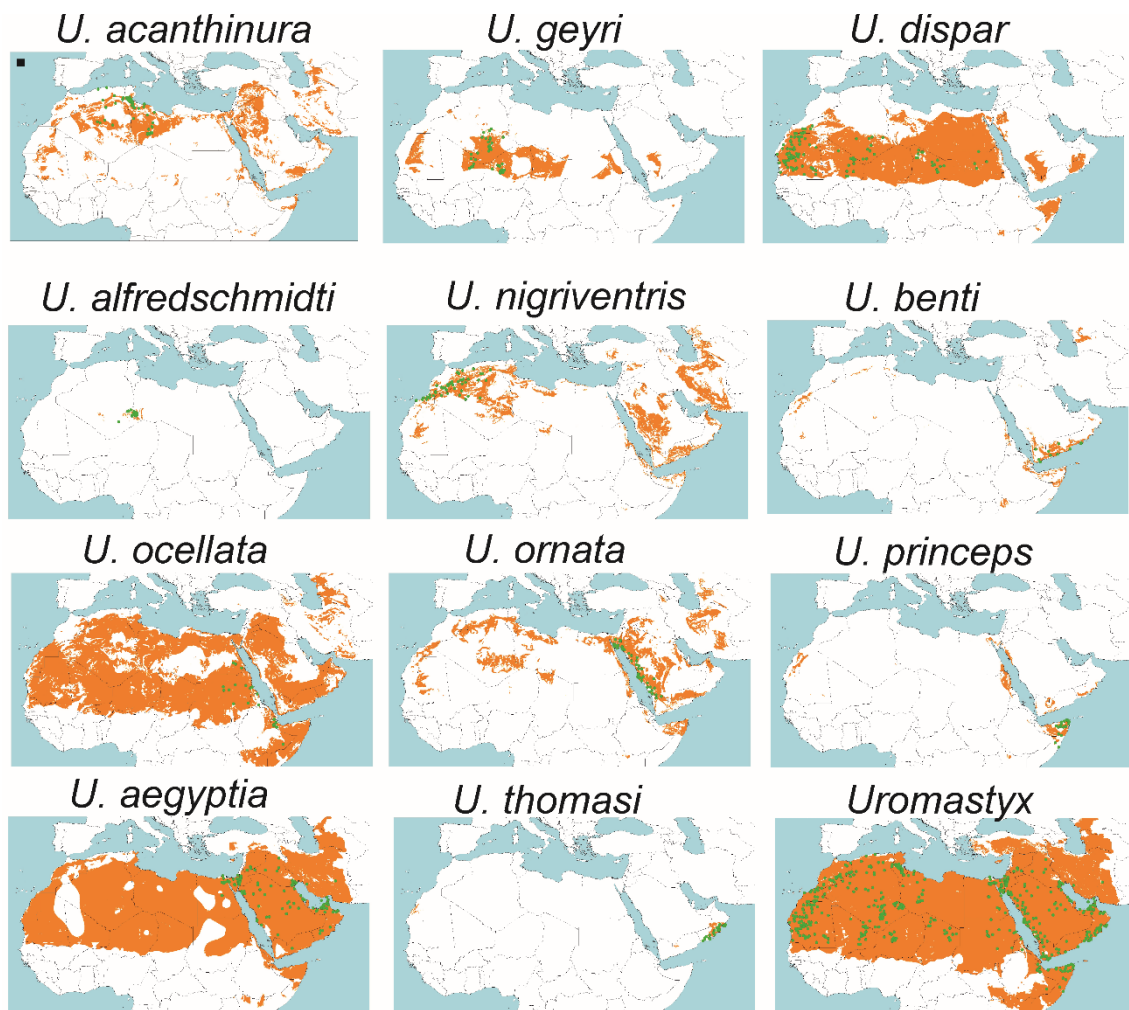 U. acanthinura
U. geyri
U. dispar
U. alfredschmidti
U. nigriventris
U. benti
U. ocellata
U. ornata
U. princeps
U. aegyptia
U. thomasi
Uromastyx